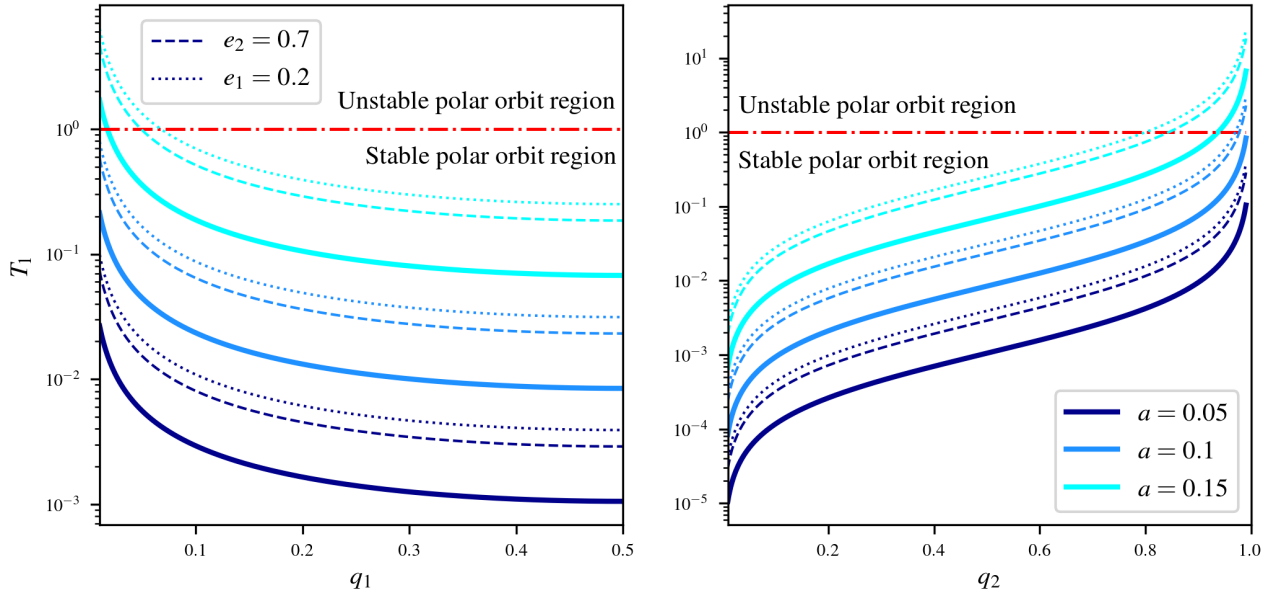 e₂ = 0.7
e₁ = 0.2
Unstable polar orbit region
Stable polar orbit region
10⁰
10⁻¹
10⁻²
10⁻³
T₁
0.1 0.2 0.3 0.4 0.5
q₁
Unstable polar orbit region
Stable polar orbit region
10¹
10⁰
10⁻¹
10⁻²
10⁻³
10⁻⁴
10⁻⁵
a = 0.05
a = 0.1
a = 0.15
0.2 0.4 0.6 0.8 1.0
q₂